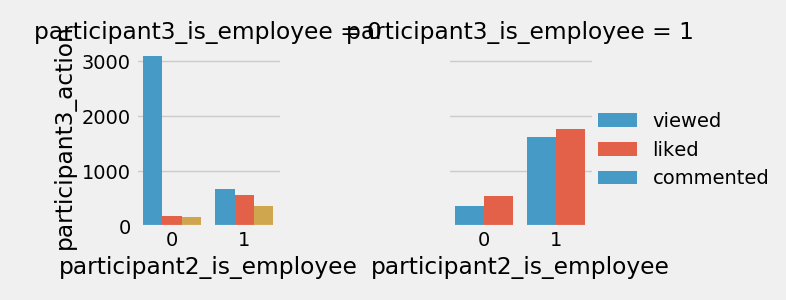 participant3_is_employee = 0
participant3_is_employee = 1
participant3_action
3000
2000
1000
0
0
1
0
1
participant2_is_employee
participant2_is_employee
viewed
liked
commented